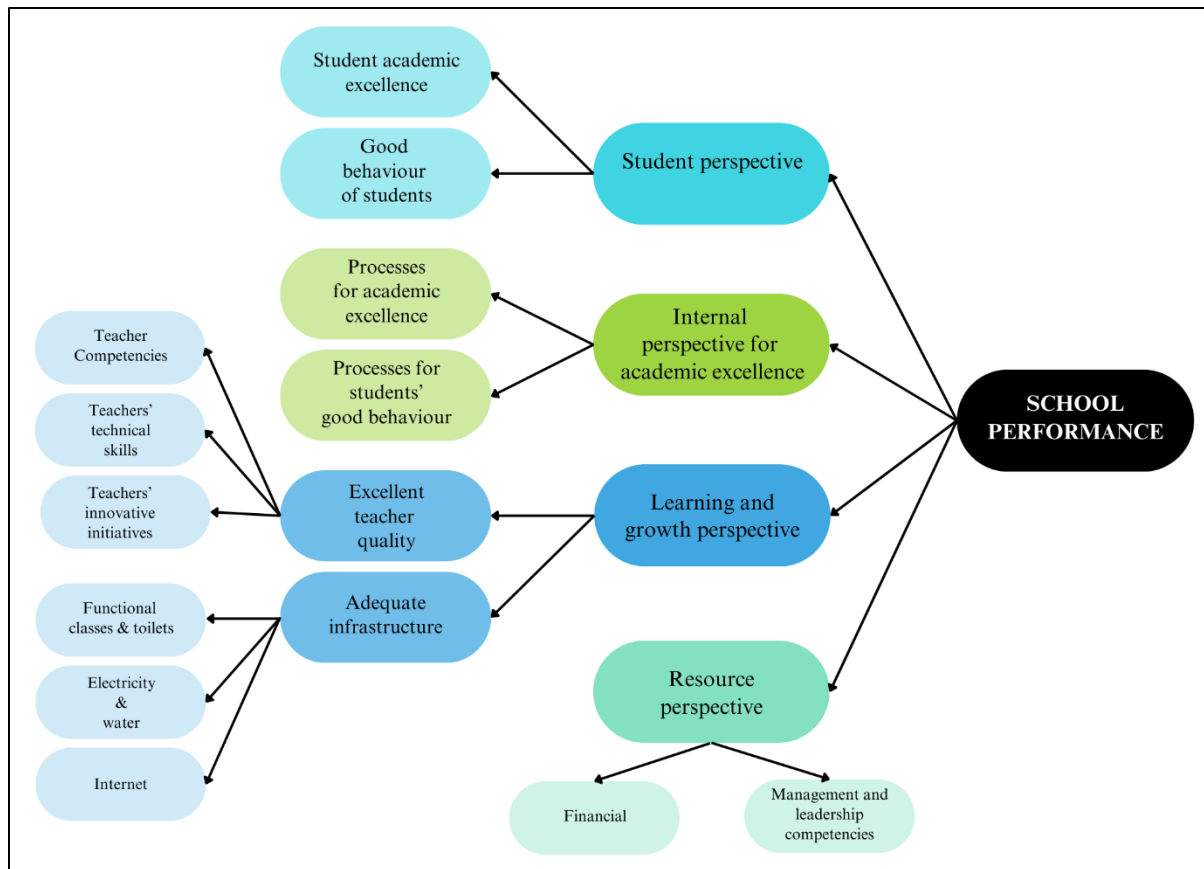 Student academic
excellence
Good
behaviour
of students
Student perspective
Processes
for academic
excellence
Processes for
students’
good behaviour
Internal
perspective for
academic excellence
Teacher
Competencies
Teachers’
technical
skills
Teachers’
innovative
initiatives
Excellent
teacher
quality
Learning and
growth perspective
SCHOOL
PERFORMANCE
Functional
classes & toilets
Electricity
&
water
Internet
Adequate
infrastructure
Resource
perspective
Financial
Management and
leadership
competencies